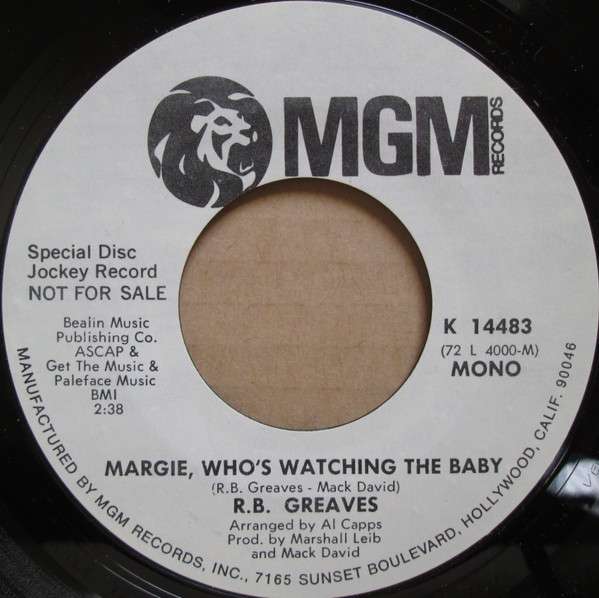 MGM
RECORDS
Special Disc
Jockey Record
NOT FOR SALE
Bealin Music
Publishing Co.
ASCAP &
Get The Music &
Paleface Music
BMI
2:38
K 14483
(72 L 4000-M)
MONO
MARGIE, WHO'S WATCHING THE BABY
(R.B. Greaves - Mack David)
R.B. GREAVES
Arranged by Al Capps
Prod. by Marshall Leib
and Mack David
MANUFACTURED BY MGM RECORDS, INC., 7165 SUNSET BOULEVARD, HOLLYWOOD, CALIF. 90046